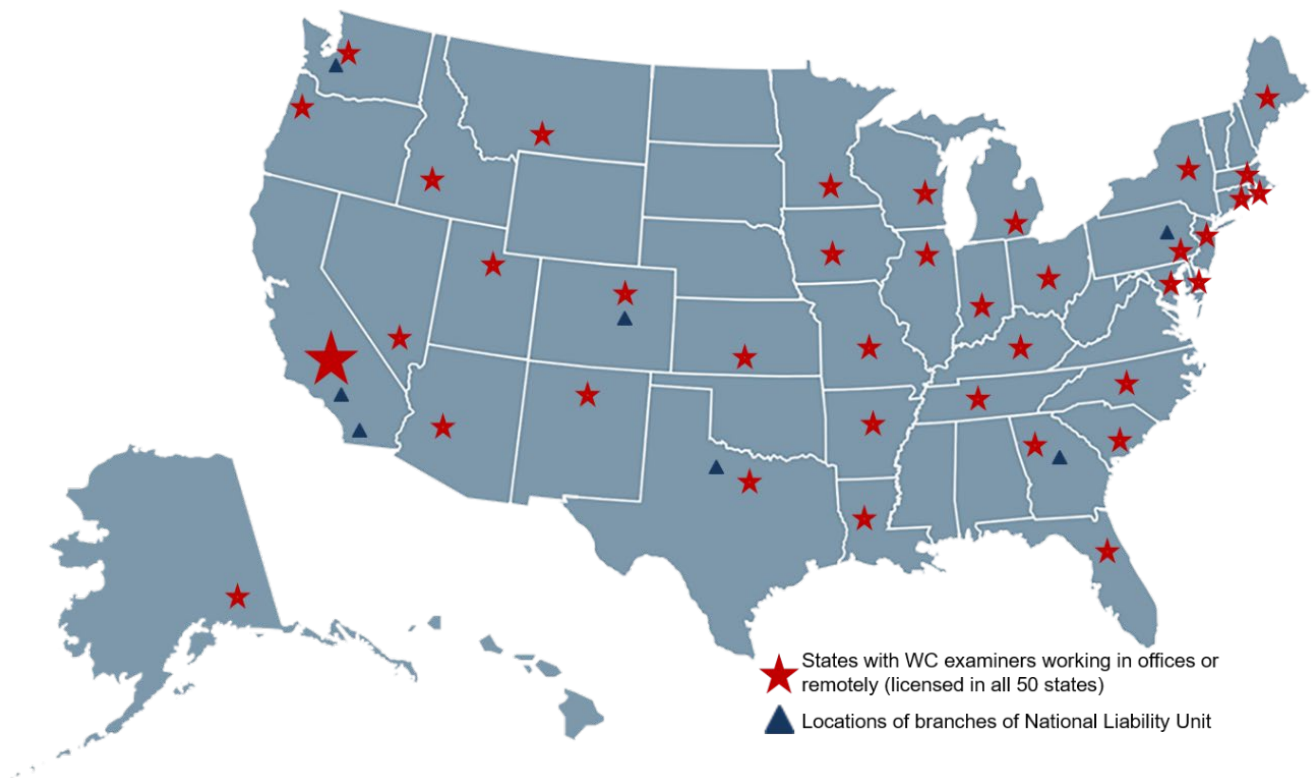 States with WC examiners working in offices or
remotely (licensed in all 50 states)
Locations of branches of National Liability Unit